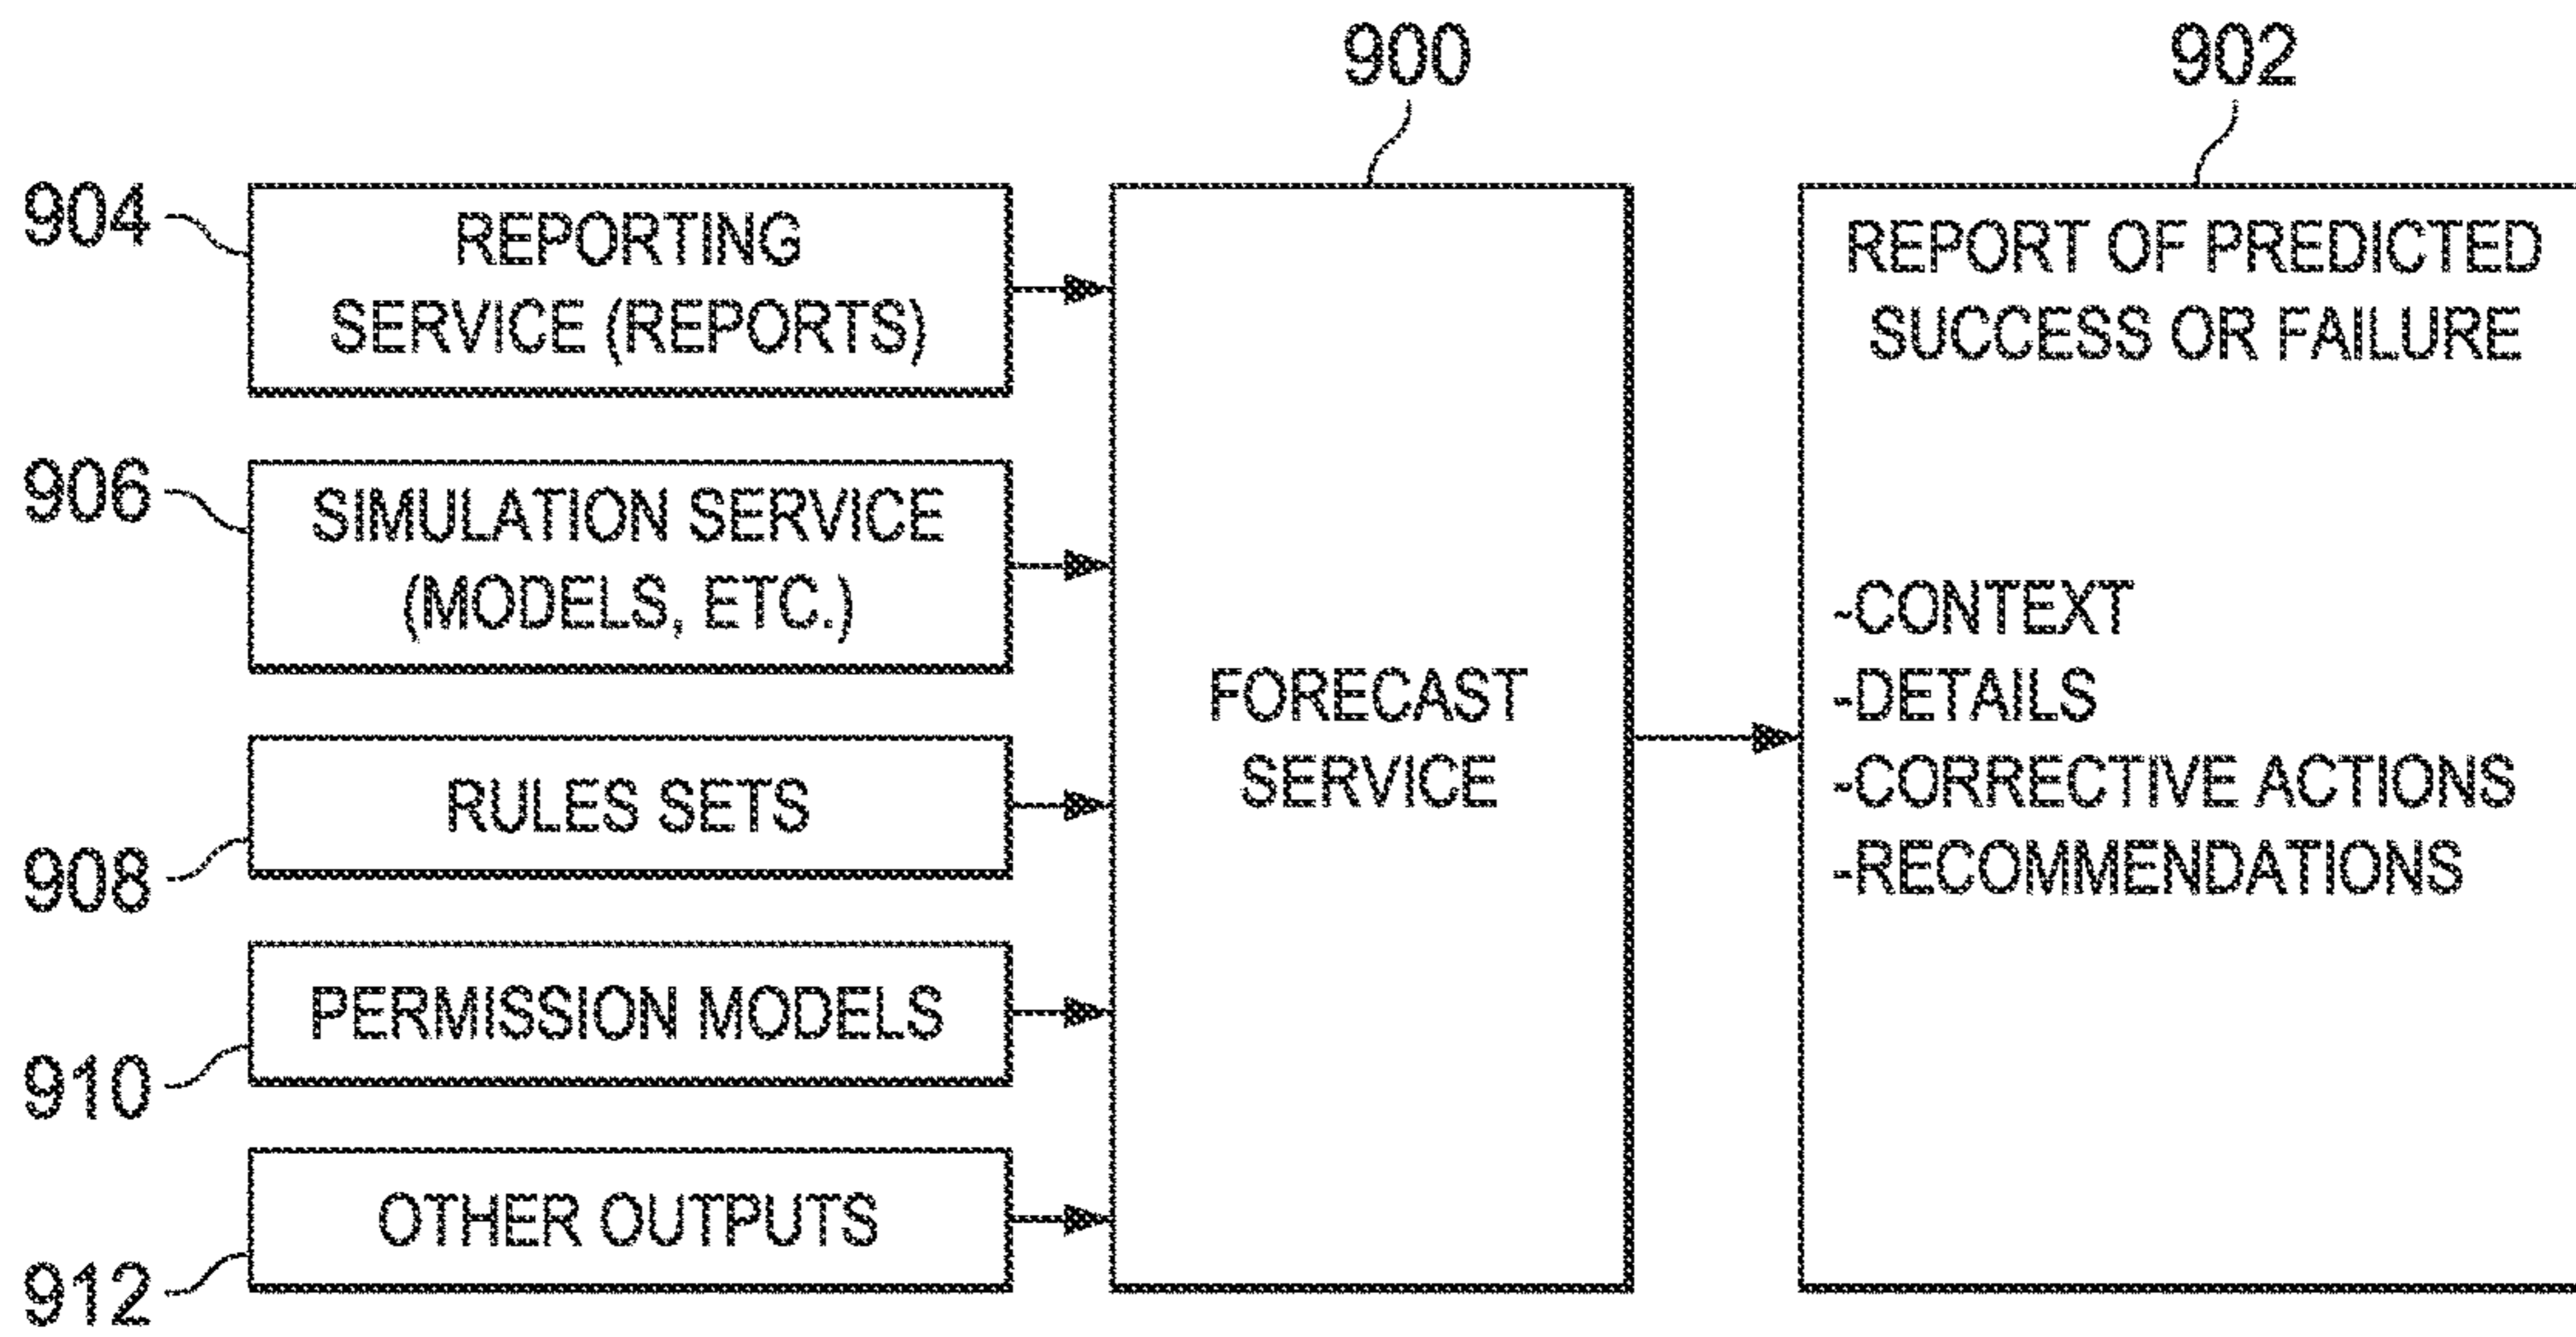 900
902
904
REPORTING
SERVICE (REPORTS)
906
SIMULATION SERVICE
(MODELS, ETC.)
RULES SETS
908
PERMISSION MODELS
910
OTHER OUTPUTS
912
FORECAST
SERVICE
REPORT OF PREDICTED
SUCCESS OR FAILURE
-CONTEXT
-DETAILS
-CORRECTIVE ACTIONS
-RECOMMENDATIONS